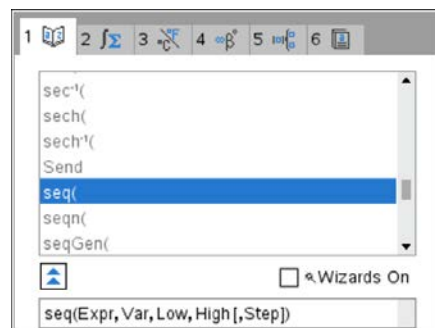 1 2 ∫Σ 3 °C°F 4 ∞β° 5 6
sec⁻¹(
sech(
sech⁻¹(
Send
seq(
seqn(
seqGen(
Wizards On
seq(Expr,Var,Low,High[,Step])